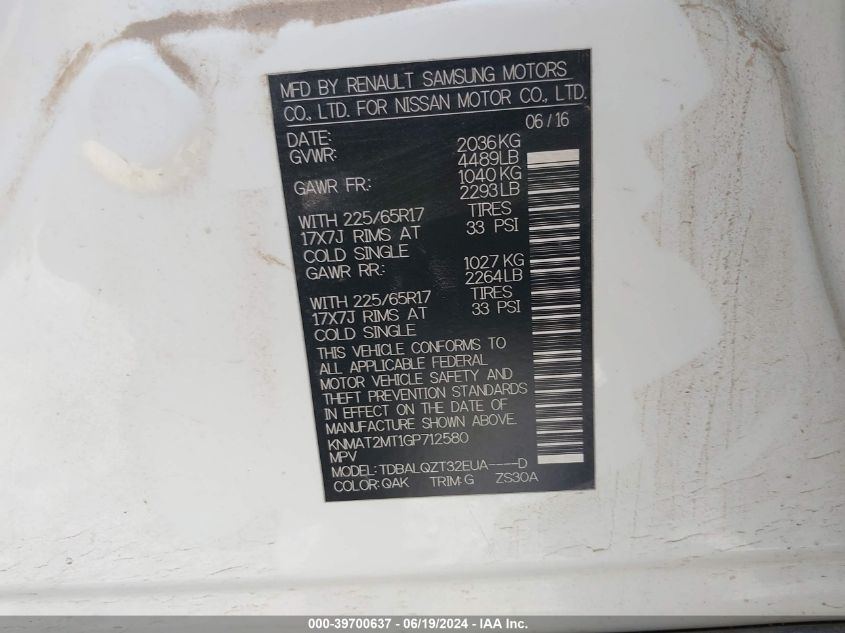 MFD BY RENAULT SAMSUNG MOTORS
CO., LTD. FOR NISSAN MOTOR CO., LTD.
DATE: 06/16
GVWR: 2036KG
4489LB
GAWR FR.: 1040 KG
2293LB
WITH 225/65R17 TIRES
17X7J RIMS AT 33 PSI
COLD SINGLE
GAWR RR.: 1027 KG
2264LB
WITH 225/65R17 TIRES
17X7J RIMS AT 33 PSI
COLD SINGLE
THIS VEHICLE CONFORMS TO
ALL APPLICABLE FEDERAL
MOTOR VEHICLE SAFETY AND
THEFT PREVENTION STANDARDS
IN EFFECT ON THE DATE OF
MANUFACTURE SHOWN ABOVE.
KNMAT2MT1GP712580
MPV
MODEL: TDBALQZT32EUA----D
COLOR: QAK TRIM: G ZS30A
000-39700637 - 06/19/2024 - IAA Inc.